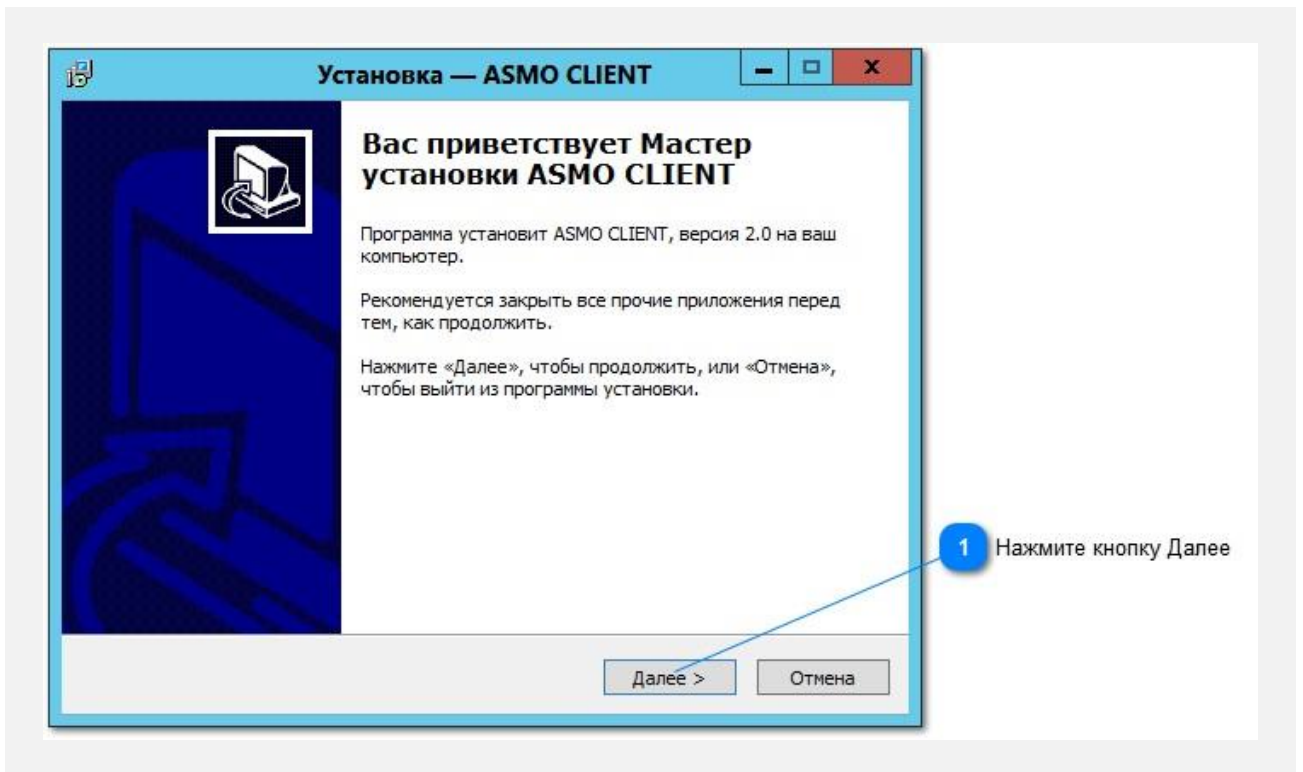 Установка — ASMO CLIENT
Вас приветствует Мастер
установки ASMO CLIENT
Программа установит ASMO CLIENT, версия 2.0 на ваш
компьютер.
Рекомендуется закрыть все прочие приложения перед
тем, как продолжить.
Нажмите «Далее», чтобы продолжить, или «Отмена»,
чтобы выйти из программы установки.
1 Нажмите кнопку Далее
Далее > Отмена